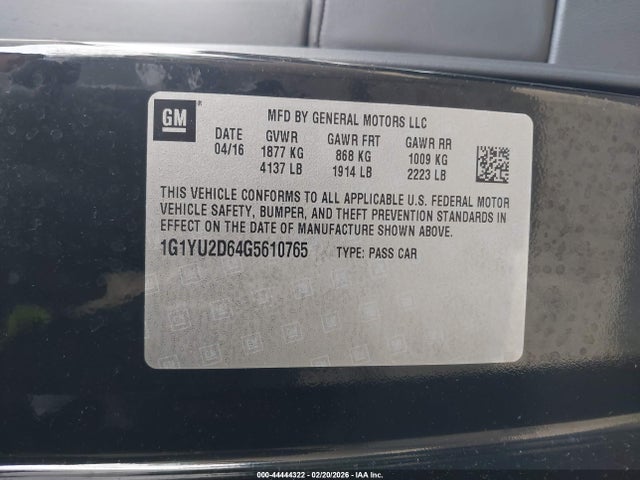 GM
MFD BY GENERAL MOTORS LLC
DATE GVWR GAWR FRT GAWR RR
04/16 1877 KG 868 KG 1009 KG
4137 LB 1914 LB 2223 LB
THIS VEHICLE CONFORMS TO ALL APPLICABLE U.S. FEDERAL MOTOR
VEHICLE SAFETY, BUMPER, AND THEFT PREVENTION STANDARDS IN
EFFECT ON THE DATE OF MANUFACTURE SHOWN ABOVE.
1G1YU2D64G5610765 TYPE: PASS CAR
000-44444322 - 02/20/2026 - IAA Inc.